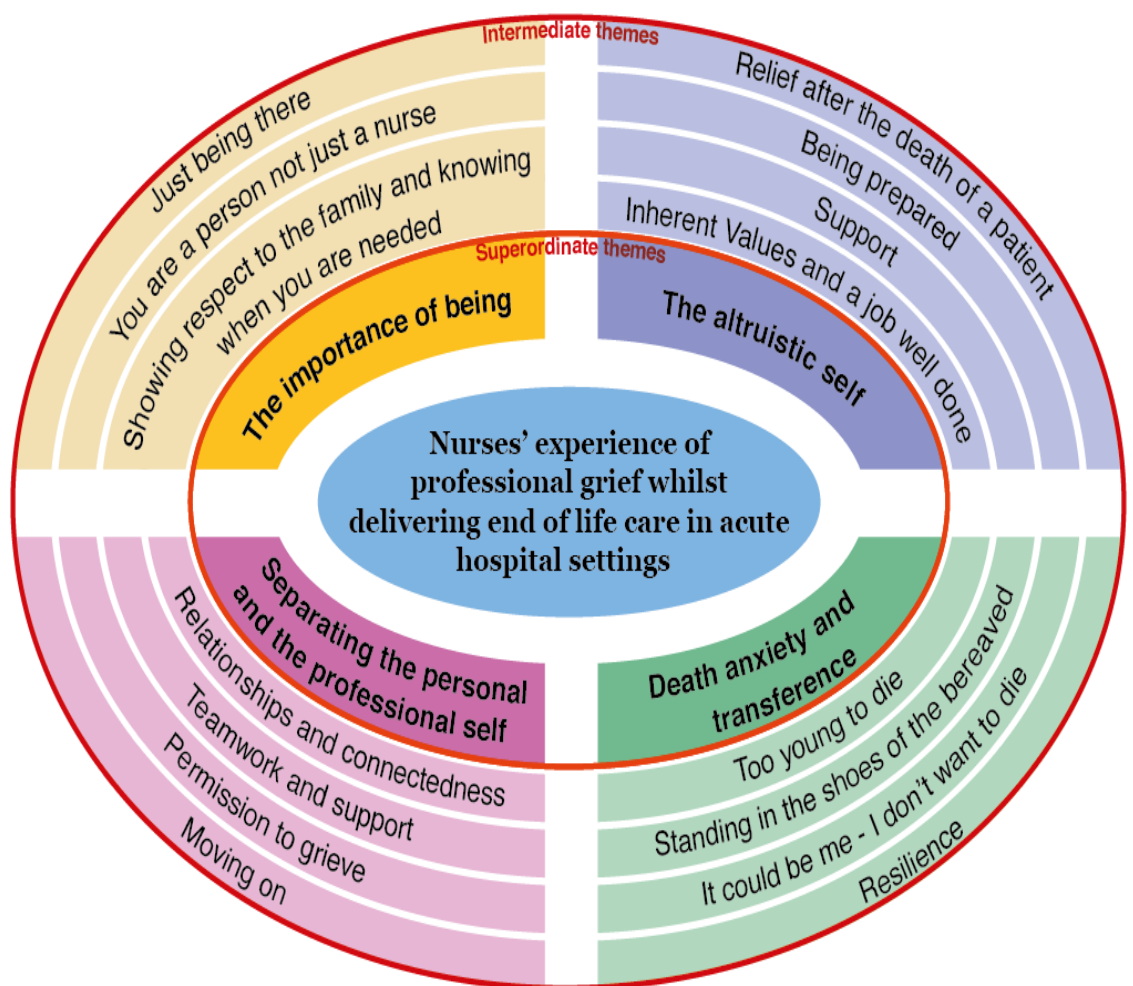 Intermediate themes
Just being there
You are a person not just a nurse
Showing respect to the family and knowing
when you are needed
The importance of being
Relief after the death of a patient
Being prepared
Support
Inherent Values and a job well done
Superordinate themes
The altruistic self
Nurses’ experience of
professional grief whilst
delivering end of life care in acute
hospital settings
Separating the personal
and the professional self
Relationships and connectedness
Teamwork and support
Permission to grieve
Moving on
Death anxiety and
transference
Too young to die
Standing in the shoes of the bereaved
It could be me - I don’t want to die
Resilience